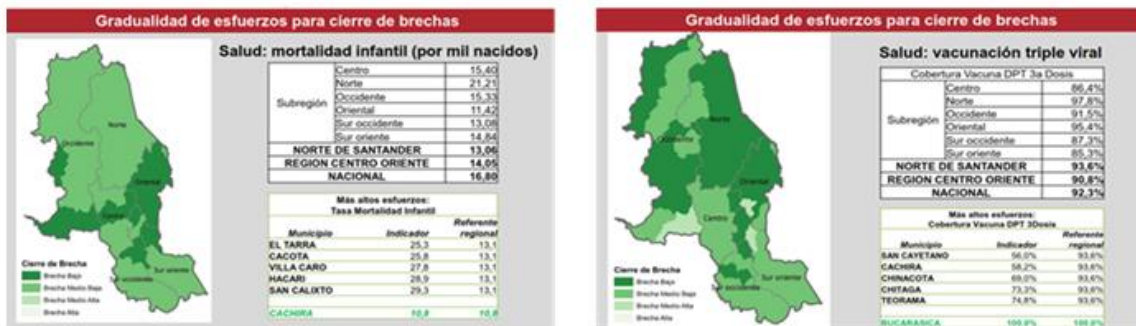 Gradualidad de esfuerzos para cierre de brechas
Salud: mortalidad infantil (por mil nacidos)
Subregión
Centro 15,40
Norte 21,21
Occidente 15,33
Oriental 11,42
Sur occidente 13,08
Sur oriente 14,84
NORTE DE SANTANDER 13,06
REGION CENTRO ORIENTE 14,05
NACIONAL 16,80
Más altos esfuerzos:
Tasa Mortalidad Infantil
Municipio Indicador Referente regional
EL TARRA 25,3 13,1
CACOTA 25,8 13,1
VILLA CARO 27,8 13,1
HACARI 28,9 13,1
SAN CALIXTO 29,3 13,1
CACHIRA 10,8 10,8
Norte
Occidente
Oriental
Centro
Sur oriente
Sur occidente
Cierre de Brecha
Brecha Bajo
Brecha Medio Bajo
Brecha Medio Alta
Brecha Alta
Gradualidad de esfuerzos para cierre de brechas
Salud: vacunación triple viral
Cobertura Vacuna DPT 3a Dosis
Subregión
Centro 86,4%
Norte 97,8%
Occidente 91,5%
Oriental 95,4%
Sur occidente 87,3%
Sur oriente 85,3%
NORTE DE SANTANDER 93,6%
REGION CENTRO ORIENTE 90,8%
NACIONAL 92,3%
Más altos esfuerzos:
Cobertura Vacuna DPT 3Dosis
Municipio Indicador Referente regional
SAN CAYETANO 56,0% 93,6%
CACHIRA 58,2% 93,6%
CHINACOTA 69,0% 93,6%
CHITAGA 73,3% 93,6%
TEORAMA 74,8% 93,6%
BUCARASICA 100,0% 100,0%
Norte
Occidente
Oriental
Centro
Sur oriente
Sur occidente
Cierre de Brecha
Brecha Bajo
Brecha Medio Bajo
Brecha Medio Alta
Brecha Alta